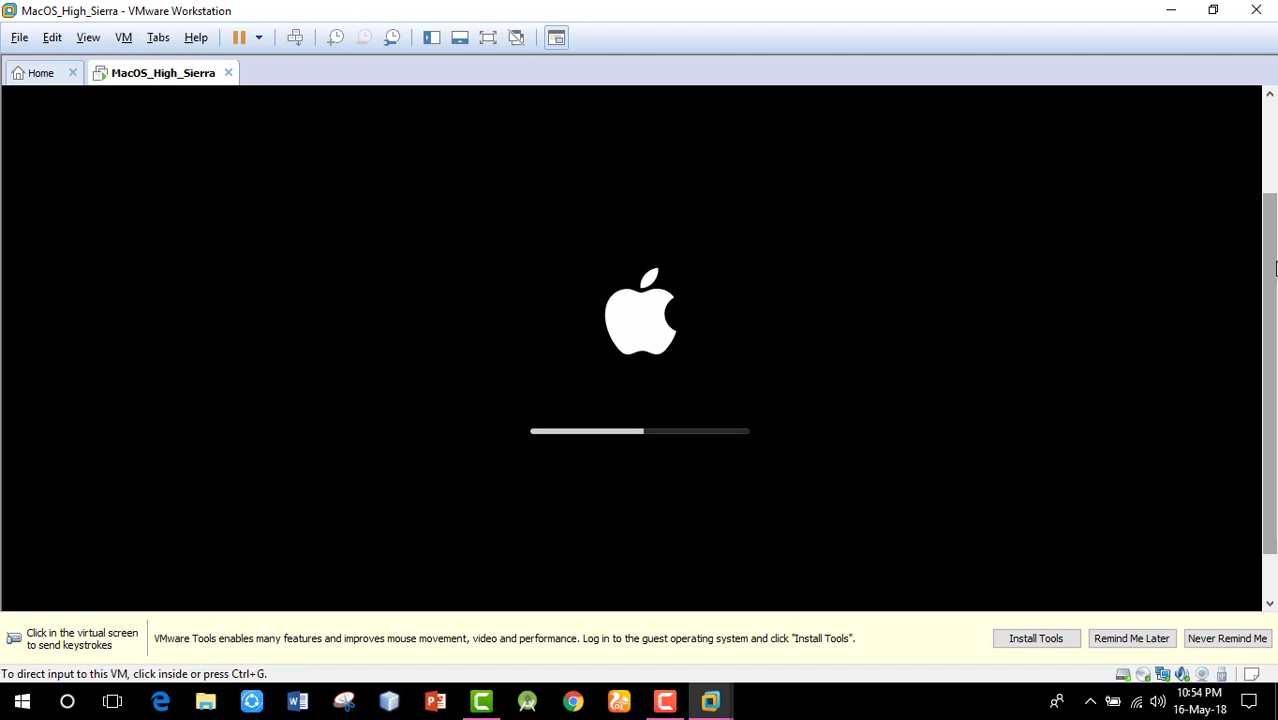 MacOS_High_Sierra - VMware Workstation
File Edit View VM Tabs Help
Home MacOS_High_Sierra
Click in the virtual screen
to send keystrokes
VMware Tools enables many features and improves mouse movement, video and performance. Log in to the guest operating system and click "Install Tools".
Install Tools Remind Me Later Never Remind Me
To direct input to this VM, click inside or press Ctrl+G.
10:54 PM
16-May-18